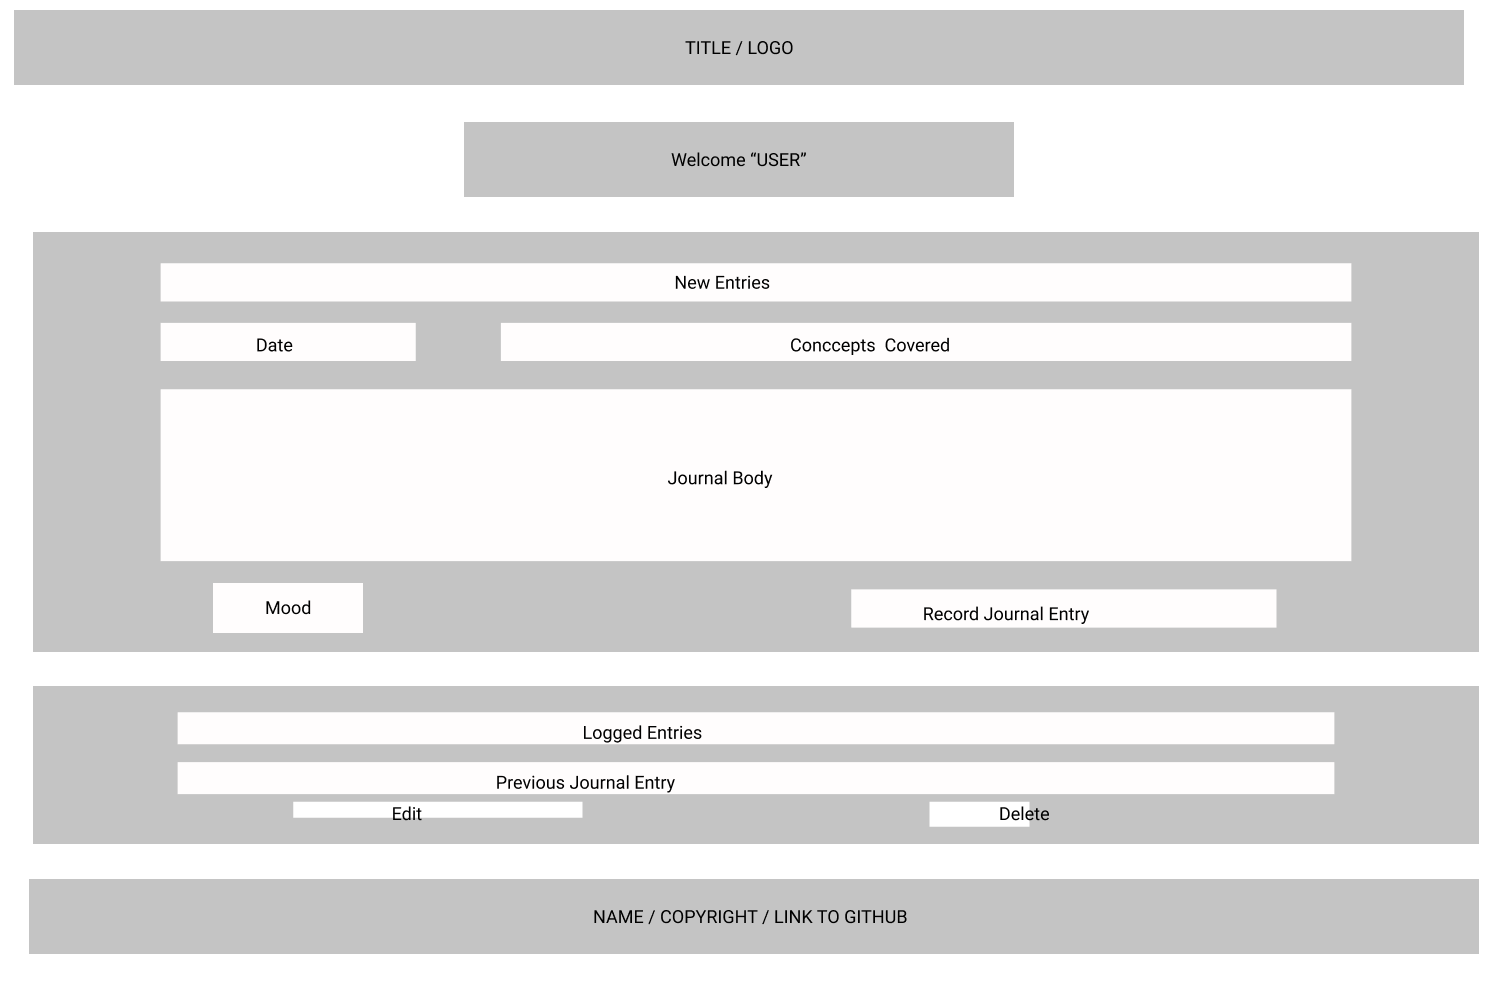 TITLE / LOGO
Welcome “USER”
New Entries
Date
Conccepts  Covered
Journal Body
Mood
Record Journal Entry
Logged Entries
Previous Journal Entry
Edit
Delete
NAME / COPYRIGHT / LINK TO GITHUB